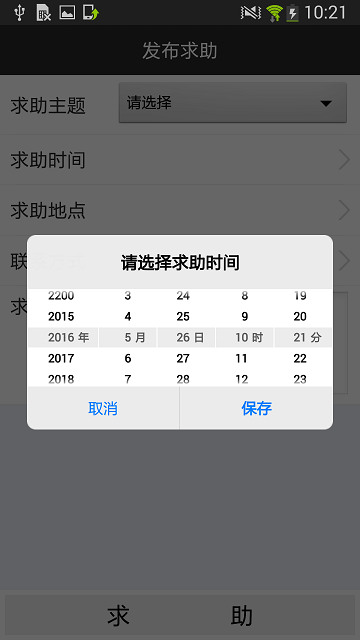 10:21
发布求助
求助主题 请选择
求助时间
求助地点
联
求
请选择求助时间
2200 3 24 8 19
2015 4 25 9 20
2016 年 5 月 26 日 10 时 21 分
2017 6 27 11 22
2018 7 28 12 23
取消 保存
求 助